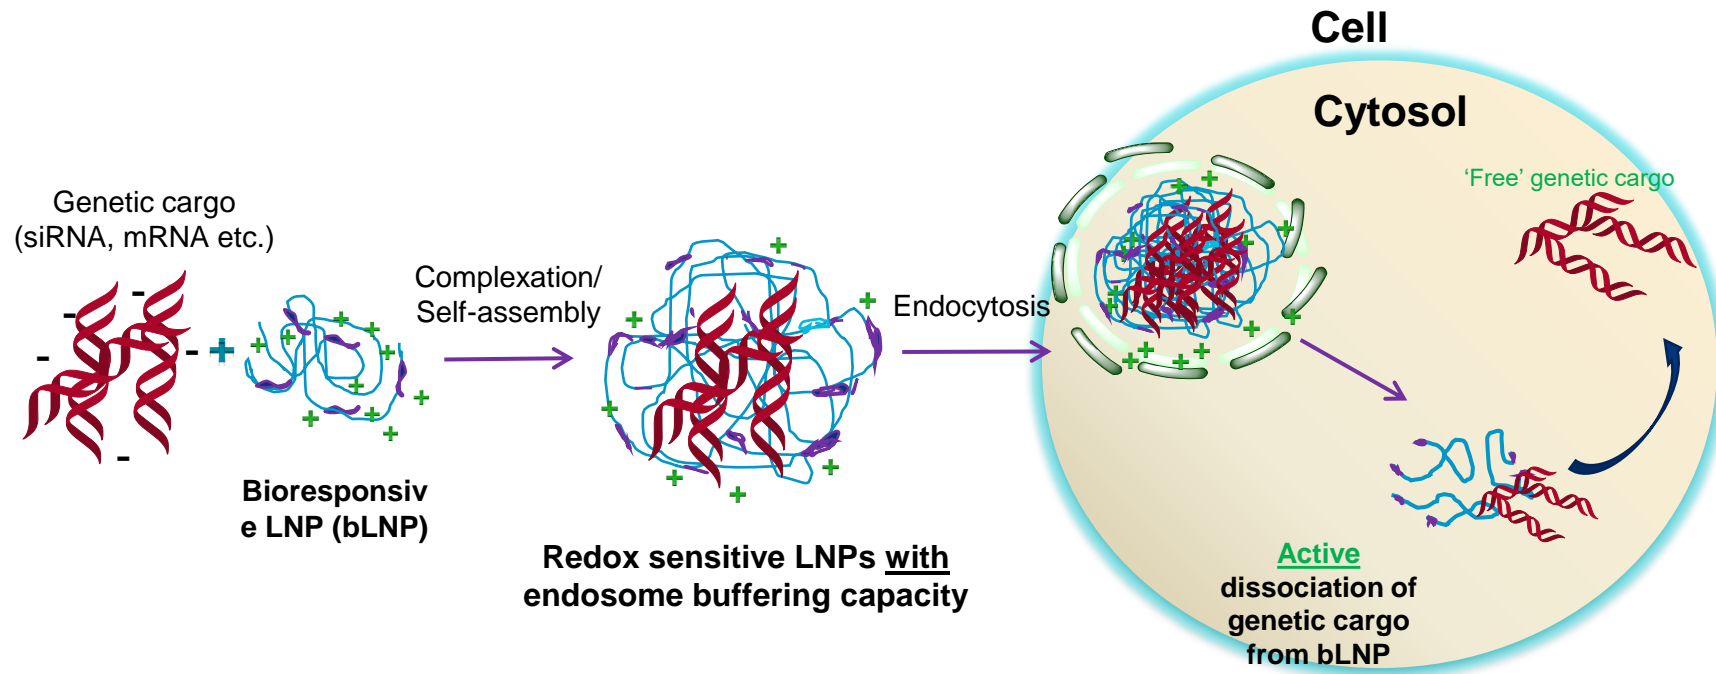 Cell
Cytosol
'Free' genetic cargo
Genetic cargo
(siRNA, mRNA etc.)
Complexation/
Self-assembly
Endocytosis
Bioresponsiv
e LNP (bLNP)
Redox sensitive LNPs with
endosome buffering capacity
Active
dissociation of
genetic cargo
from bLNP